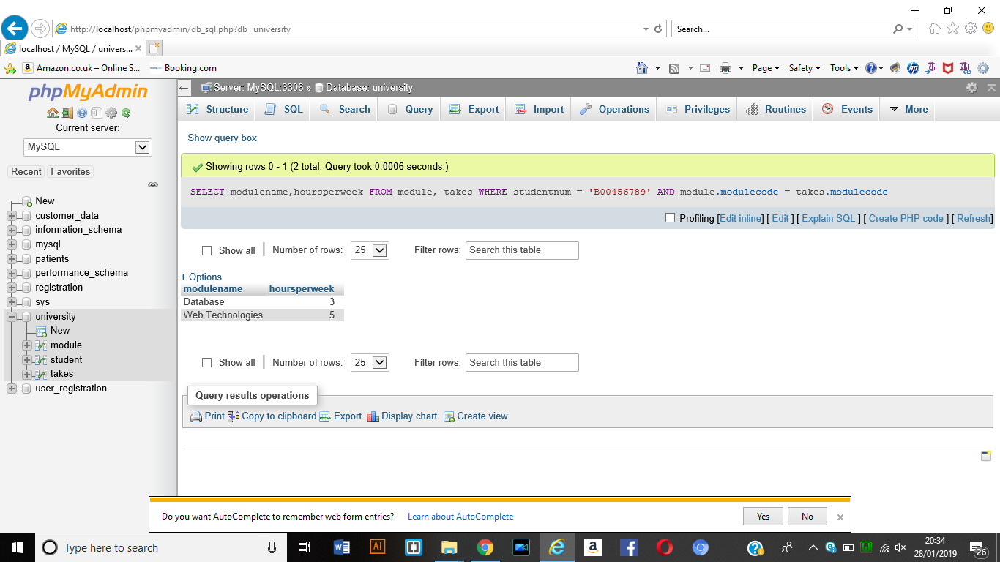 http://localhost/phpmyadmin/db_sql.php?db=university
Search...
localhost / MySQL / univers...
Amazon.co.uk – Online S...
Booking.com
Page
Safety
Tools
phpMyAdmin
Current server:
MySQL
Recent
Favorites
New
customer_data
information_schema
mysql
patients
performance_schema
registration
sys
university
New
module
student
takes
user_registration
Server: MySQL:3306 » Database: university
Structure
SQL
Search
Query
Export
Import
Operations
Privileges
Routines
Events
More
Show query box
Showing rows 0 - 1 (2 total, Query took 0.0006 seconds.)
SELECT modulename,hoursperweek FROM module, takes WHERE studentnum = 'B00456789' AND module.modulecode = takes.modulecode
Profiling [Edit inline] [ Edit ] [ Explain SQL ] [ Create PHP code ] [ Refresh]
Show all
Number of rows: 25
Filter rows: Search this table
+ Options
modulename hoursperweek
Database 3
Web Technologies 5
Show all
Number of rows: 25
Filter rows: Search this table
Query results operations
Print Copy to clipboard Export Display chart Create view
Do you want AutoComplete to remember web form entries? Learn about AutoComplete
Yes
No
Type here to search
20:34
28/01/2019
26